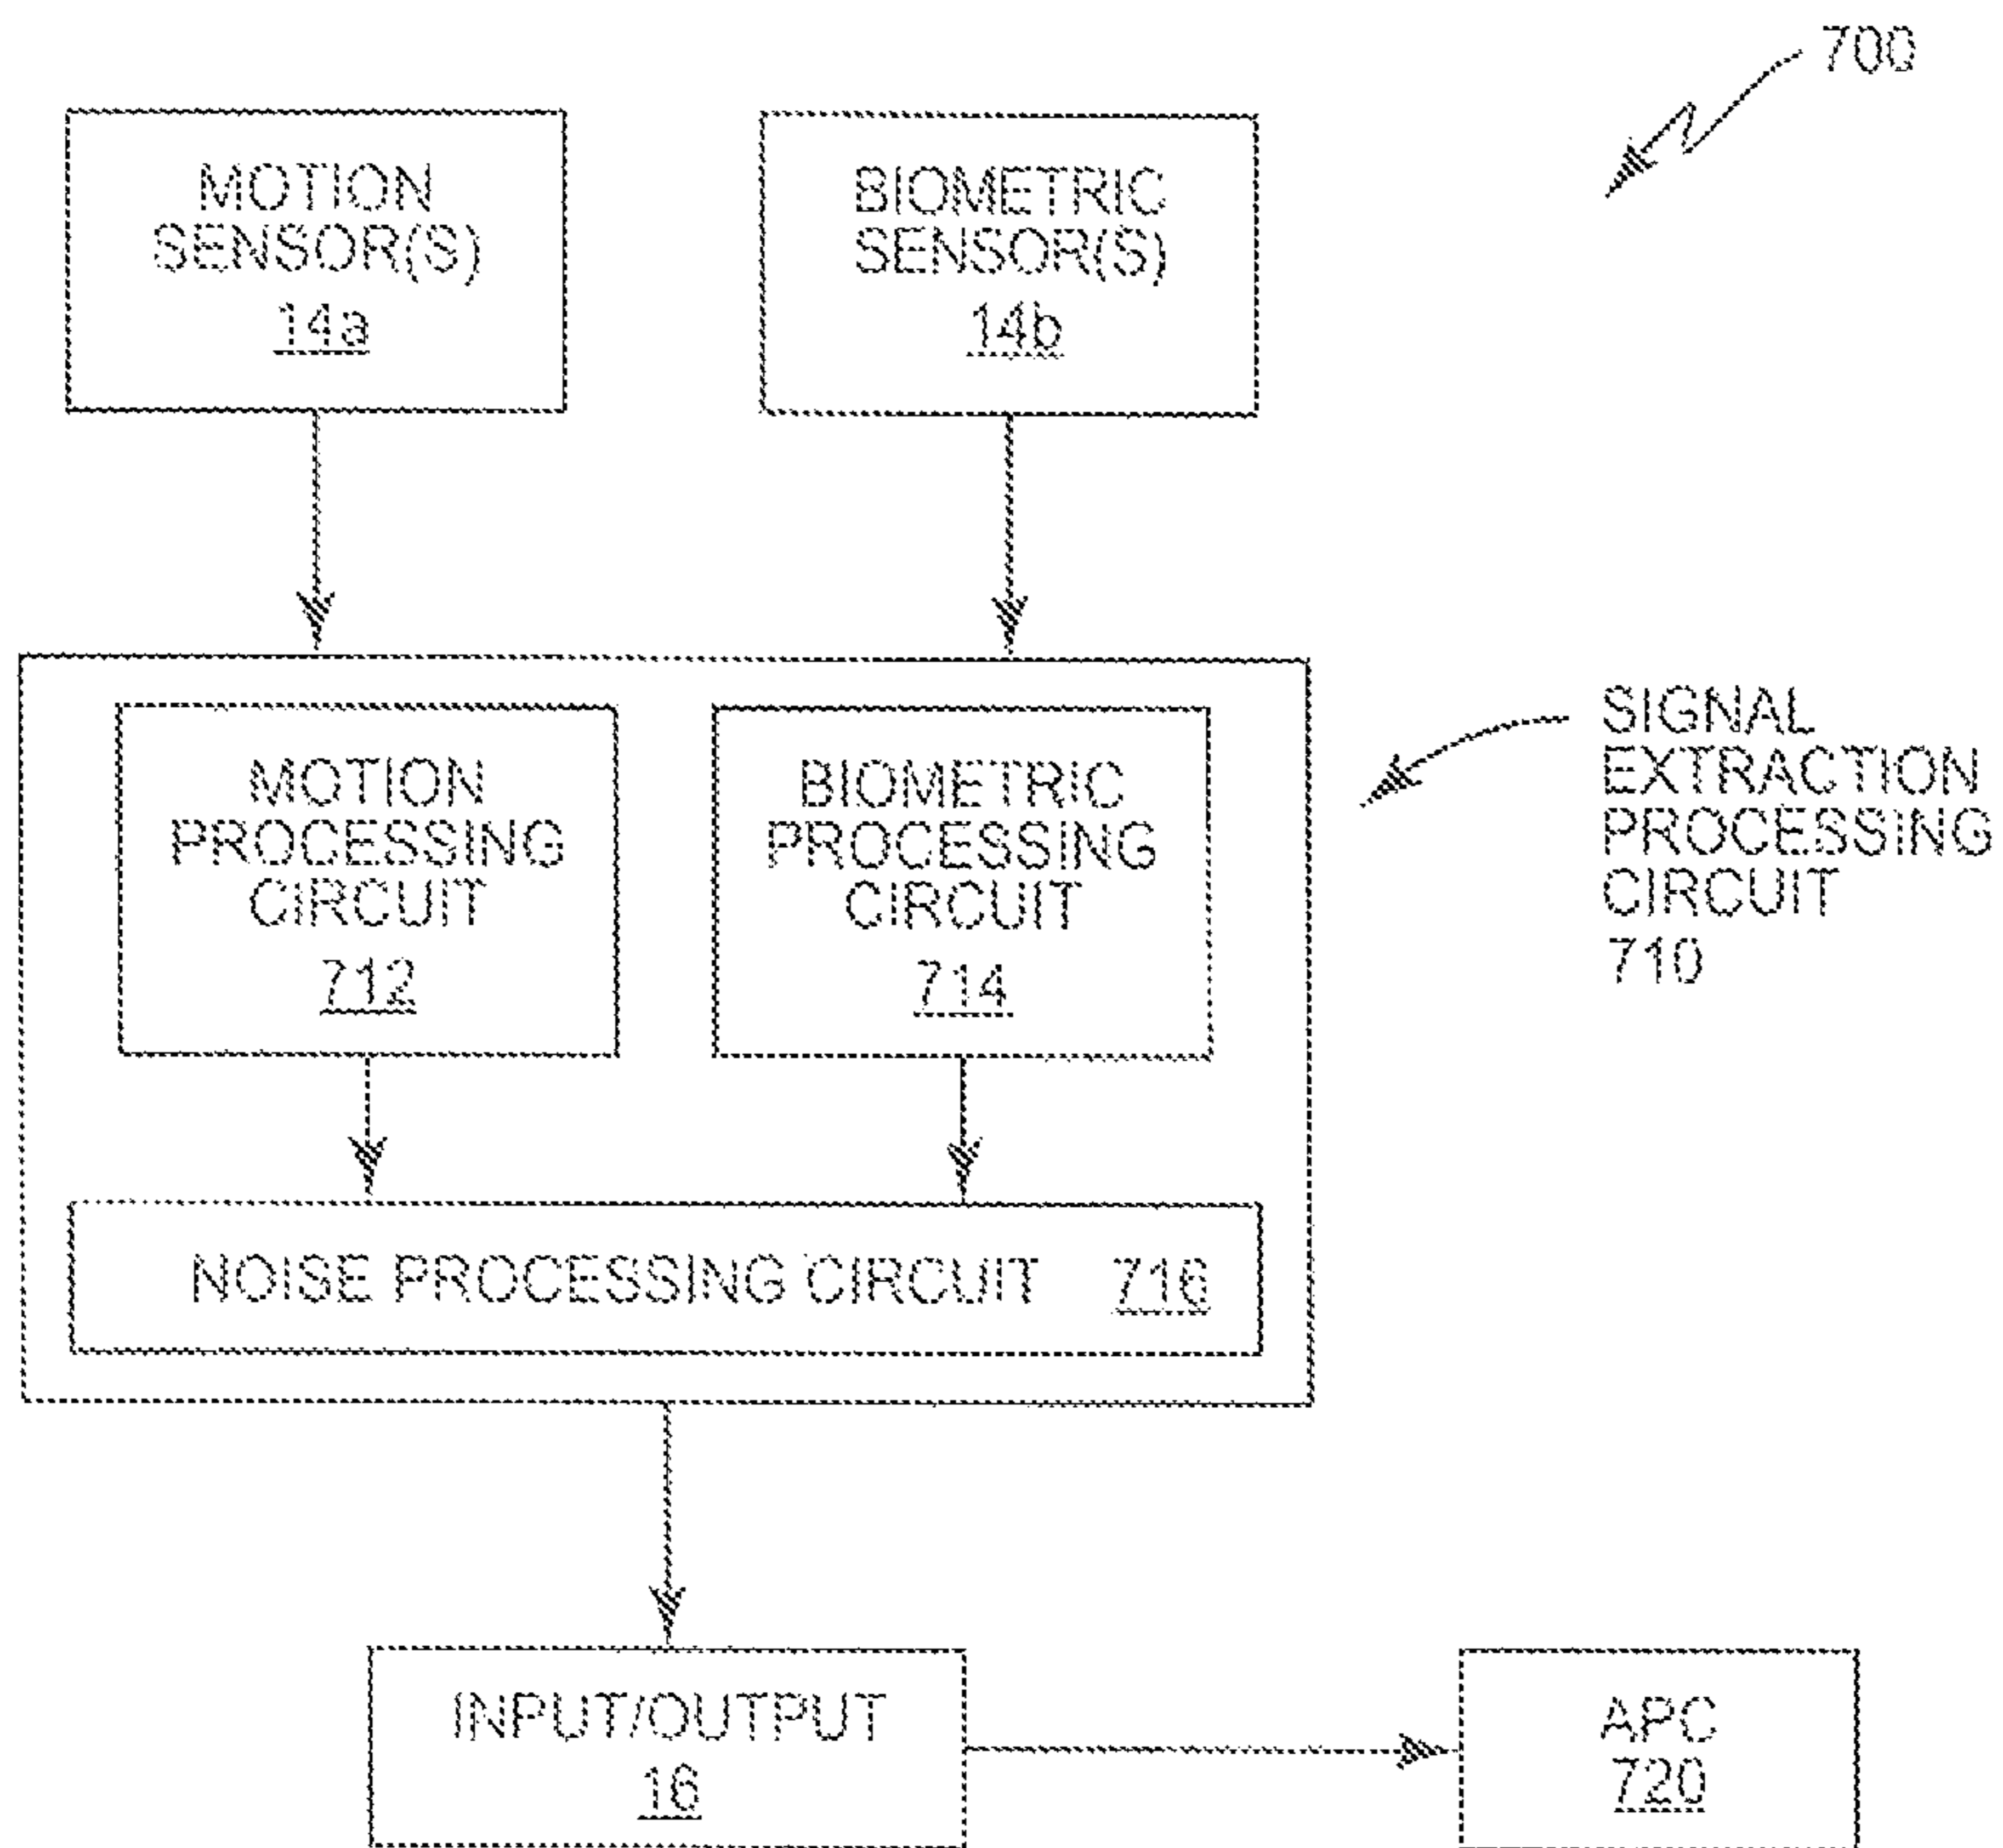 700
MOTION
SENSOR(S)
14a
BIOMETRIC
SENSOR(S)
14b
MOTION
PROCESSING
CIRCUIT
712
BIOMETRIC
PROCESSING
CIRCUIT
714
SIGNAL
EXTRACTION
PROCESSING
CIRCUIT
710
NOISE PROCESSING CIRCUIT 716
INPUT/OUTPUT
16
APC
720